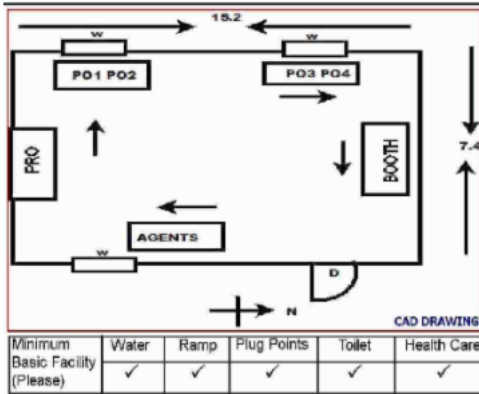 15.2
W W
PO1 PO2 PO3 PO4
PRO BOOTH 7.4
AGENTS
W
D
N
CAD DRAWING
Minimum Basic Facility (Please) Water Ramp Plug Points Toilet Health Care
✓ ✓ ✓ ✓ ✓